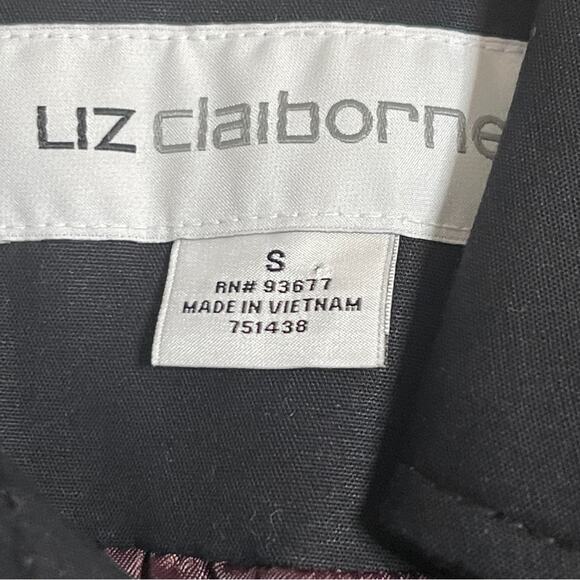 LIZ claiborne
S
RN# 93677
MADE IN VIETNAM
751438